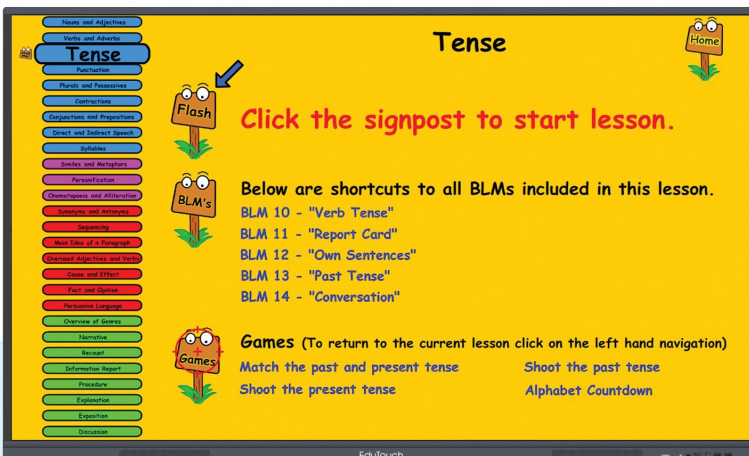 Nouns and Adjectives
Verbs and Adverbs
Tense
Punctuation
Plurals and Possessives
Contractions
Conjunctions and Prepositions
Direct and Indirect Speech
Syllables
Similes and Metaphors
Personification
Onomatopoeia and Alliteration
Synonyms and Antonyms
Sequencing
Main Idea of a Paragraph
Overused Adjectives and Verbs
Cause and Effect
Fact and Opinion
Persuasive Language
Overview of Genres
Narrative
Recount
Information Report
Procedure
Explanation
Exposition
Discussion
Tense
Home
Flash
Click the signpost to start lesson.
BLM's
Below are shortcuts to all BLMs included in this lesson.
BLM 10 - "Verb Tense"
BLM 11 - "Report Card"
BLM 12 - "Own Sentences"
BLM 13 - "Past Tense"
BLM 14 - "Conversation"
Games
Games (To return to the current lesson click on the left hand navigation)
Match the past and present tense
Shoot the past tense
Shoot the present tense
Alphabet Countdown
EduTouch